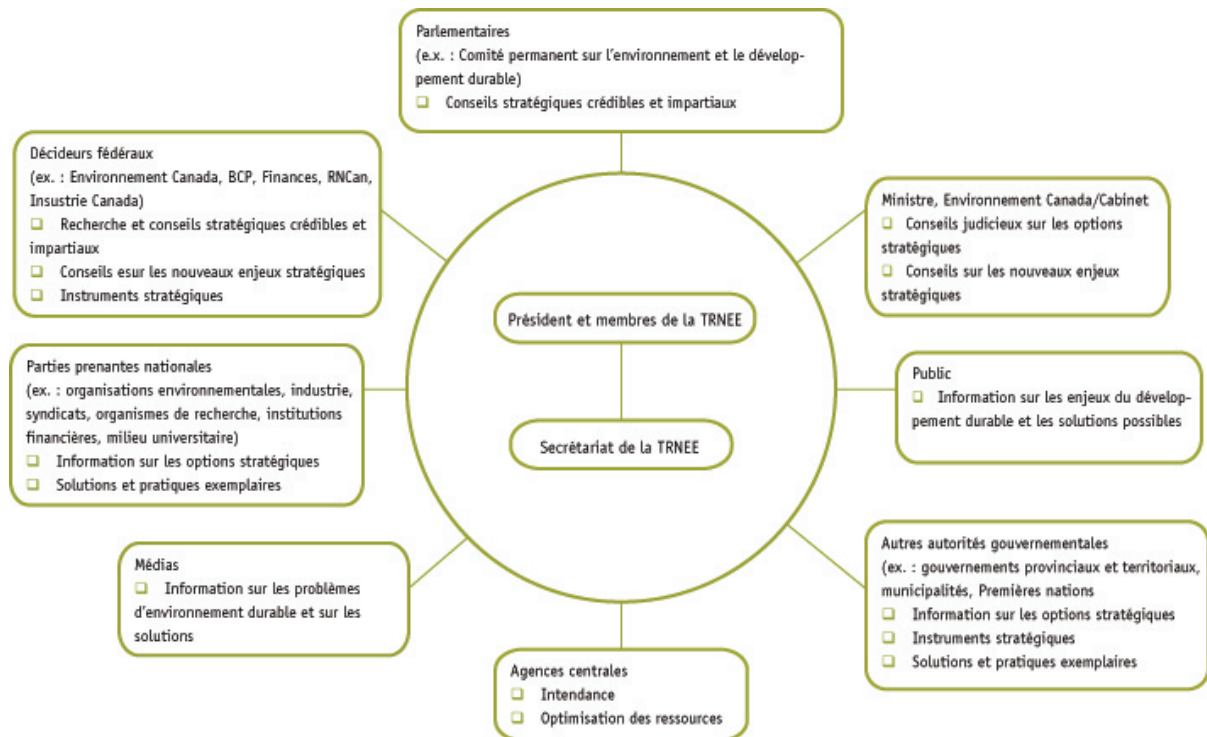 Parlementaires
(e.x. : Comité permanent sur l'environnement et le dévelop-
pement durable)
❑ Conseils stratégiques crédibles et impartiaux
Décideurs fédéraux
(ex. : Environnement Canada, BCP, Finances, RNCan,
Insustrie Canada)
❑ Recherche et conseils stratégiques crédibles et
impartiaux
❑ Conseils esur les nouveaux enjeux stratégiques
❑ Instruments stratégiques
Ministre, Environnement Canada/Cabinet
❑ Conseils judicieux sur les options
stratégiques
❑ Conseils sur les nouveaux enjeux
stratégiques
Président et membres de la TRNEE
Secrétariat de la TRNEE
Parties prenantes nationales
(ex. : organisations environnementales, industrie,
syndicats, organismes de recherche, institutions
financières, milieu universitaire)
❑ Information sur les options stratégiques
❑ Solutions et pratiques exemplaires
Public
❑ Information sur les enjeux du dévelop-
pement durable et les solutions possibles
Médias
❑ Information sur les problèmes
d'environnement durable et sur les
solutions
Autres autorités gouvernementales
(ex. : gouvernements provinciaux et territoriaux,
municipalités, Premières nations
❑ Information sur les options stratégiques
❑ Instruments stratégiques
❑ Solutions et pratiques exemplaires
Agences centrales
❑ Intendance
❑ Optimisation des ressources